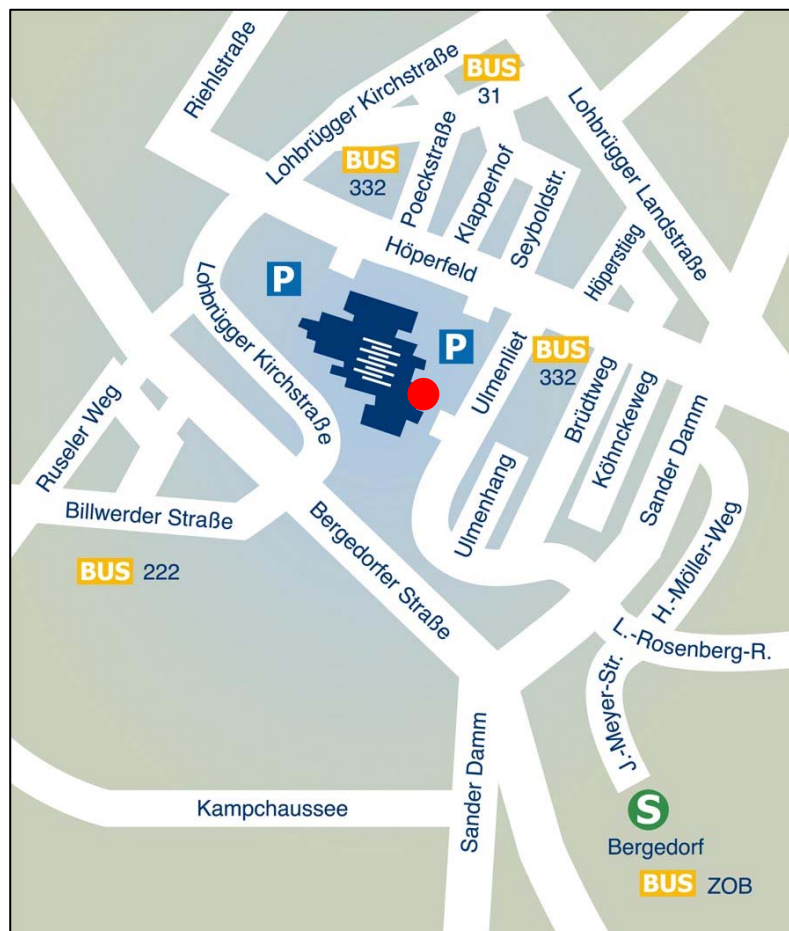 Riehlstraße
Lohbrügger Kirchstraße
BUS
31
BUS
332
Poeckstraße
Klapperhof
Seyboldstr.
Lohbrügger Landstraße
Höperfeld
Höperstieg
P
Lohbrügger Kirchstraße
P
Ulmenliet
BUS
332
Brüdtweg
Köhnckeweg
Sander Damm
Ruseler Weg
Ulmenhang
Billwerder Straße
Bergedorfer Straße
BUS 222
H.-Möller-Weg
L.-Rosenberg-R.
J.-Meyer-Str.
Sander Damm
Kampchaussee
S
Bergedorf
BUS ZOB